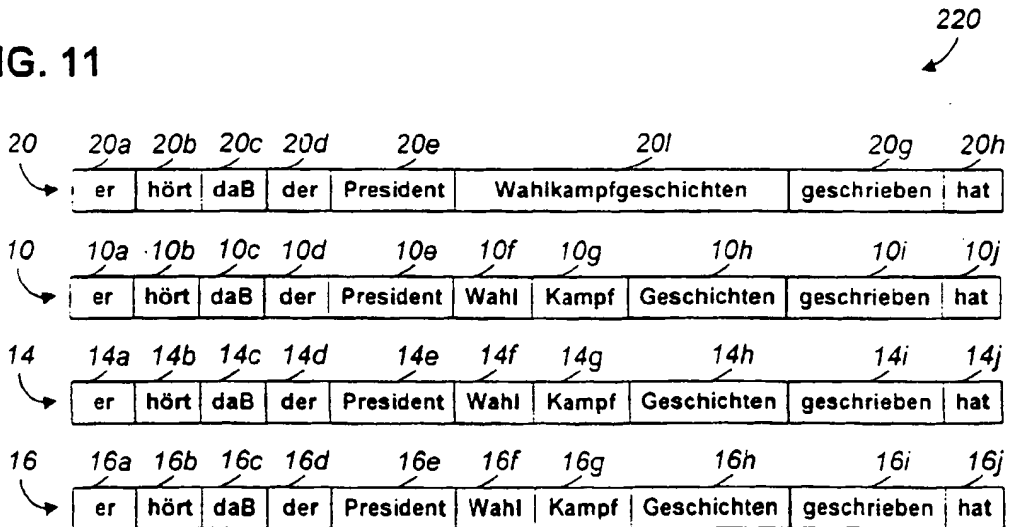 220
IG. 11
20 20a 20b 20c 20d 20e 20l 20g 20h
er hört daB der President Wahlkampfgeschichten geschrieben hat
10 10a 10b 10c 10d 10e 10f 10g 10h 10i 10j
er hört daB der President Wahl Kampf Geschichten geschrieben hat
14 14a 14b 14c 14d 14e 14f 14g 14h 14i 14j
er hört daB der President Wahl Kampf Geschichten geschrieben hat
16 16a 16b 16c 16d 16e 16f 16g 16h 16i 16j
er hört daB der President Wahl Kampf Geschichten geschrieben hat